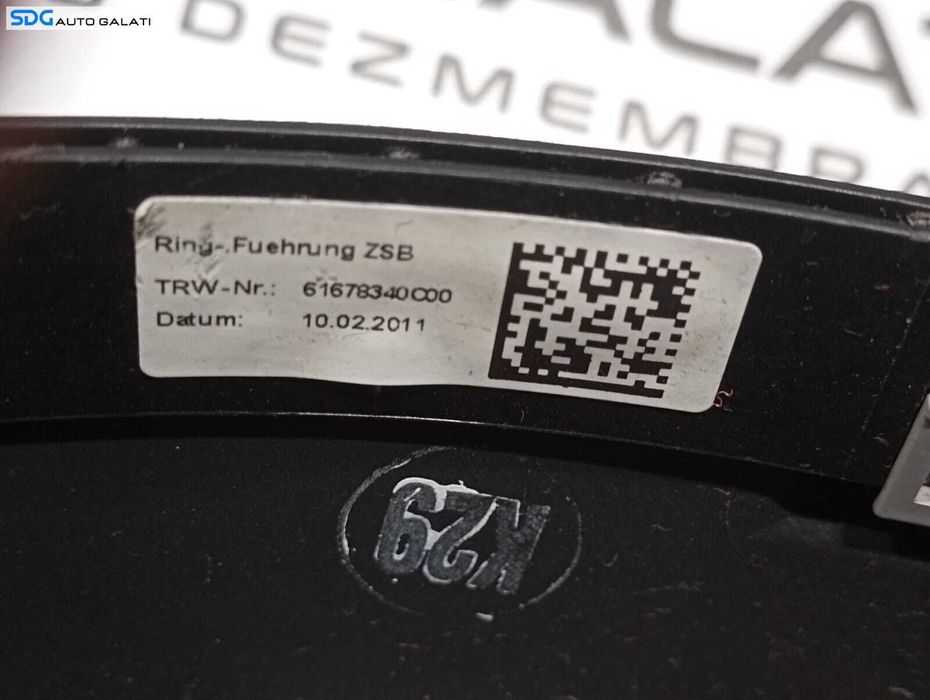 SDG AUTO GALATI
DEZMEMBRA
Ring-.Fuehrung ZSB
TRW-Nr.: 61678340C00
Datum: 10.02.2011
K29